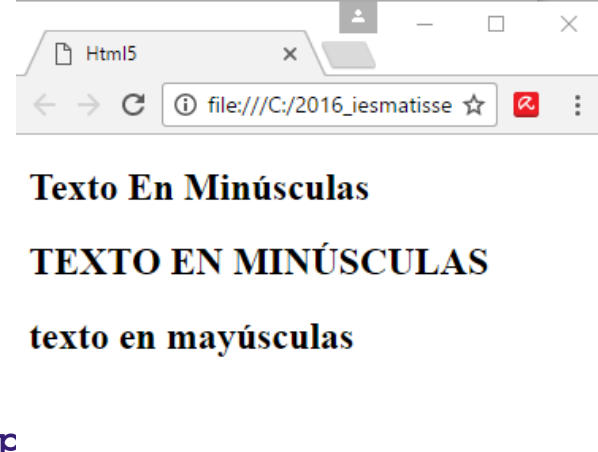 Html5
file:///C:/2016_iesmatisse
Texto En Minúsculas
TEXTO EN MINÚSCULAS
texto en mayúsculas
p